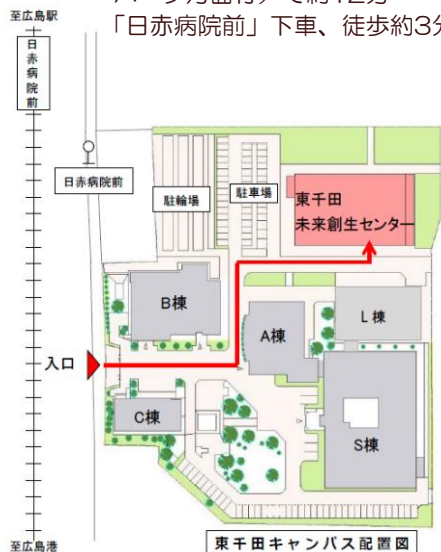 至広島駅
「日赤病院前」下車、徒歩約3分
日赤病院前
日赤病院前
駐輪場
駐車場
東千田
未来創生センター
B棟
A棟
L棟
入口
C棟
S棟
至広島港
東千田キャンパス配置図